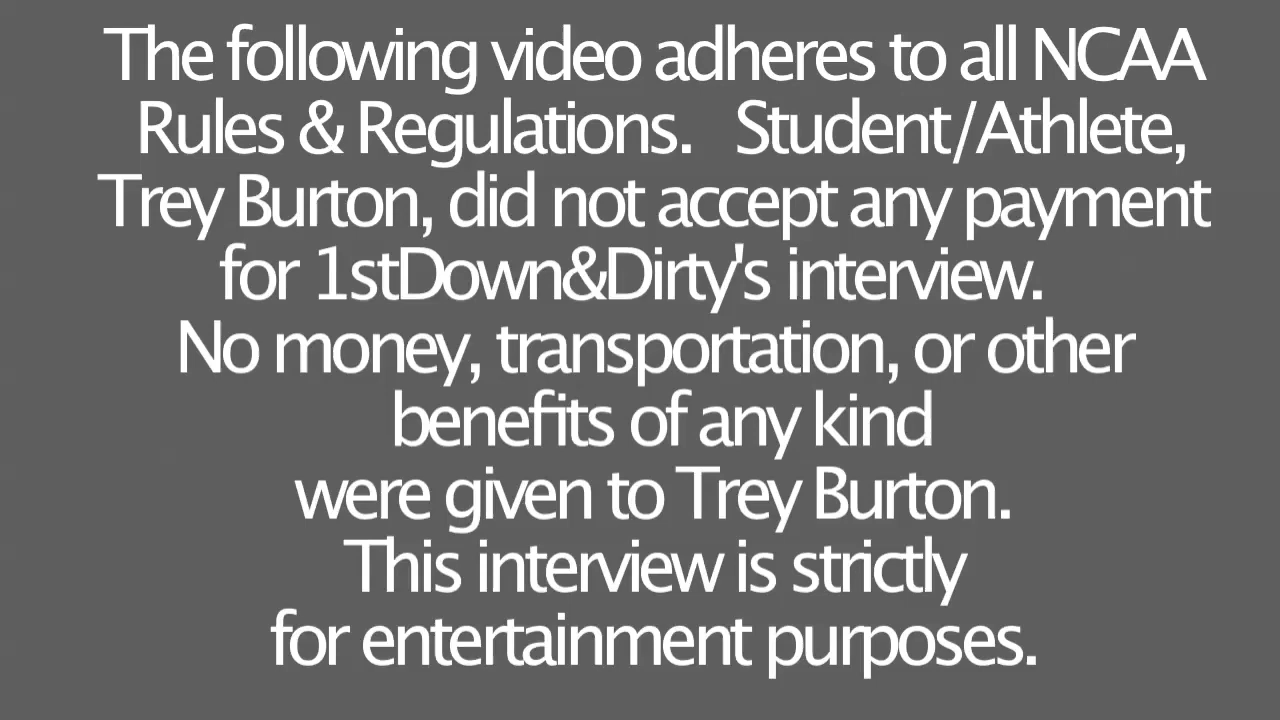 The following video adheres to all NCAA
Rules & Regulations.   Student/Athlete,
Trey Burton, did not accept any payment
for 1stDown&Dirty's interview.
No money, transportation, or other
benefits of any kind
were given to Trey Burton.
This interview is strictly
for entertainment purposes.